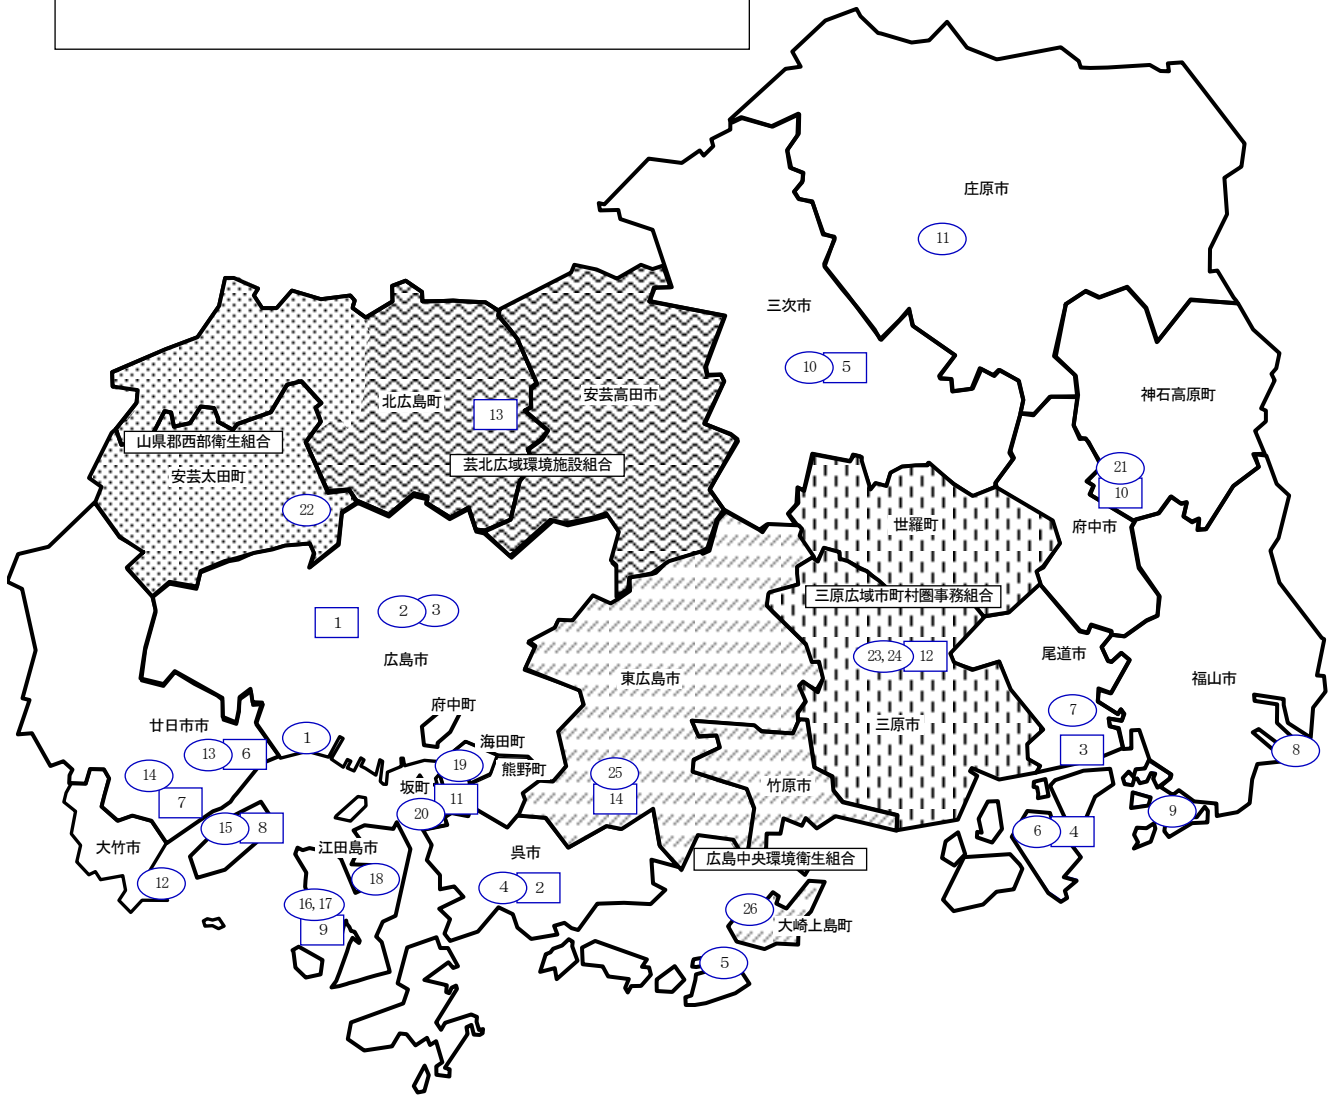 庄原市
11
三次市
10
5
神石高原町
北広島町
安芸高田市
13
山県郡西部衛生組合
芸北広域環境施設組合
安芸太田町
21
10
22
世羅町
府中市
三原広域市町村圏事務組合
1
2
3
広島市
23, 24
12
尾道市
東広島市
福山市
府中町
7
廿日市市
三原市
1
海田町
13
6
3
8
19
熊野町
14
25
竹原市
坂町
7
11
14
20
9
15
8
6
4
大竹市
江田島市
呉市
広島中央環境衛生組合
12
18
4
2
16, 17
26
9
大崎上島町
5